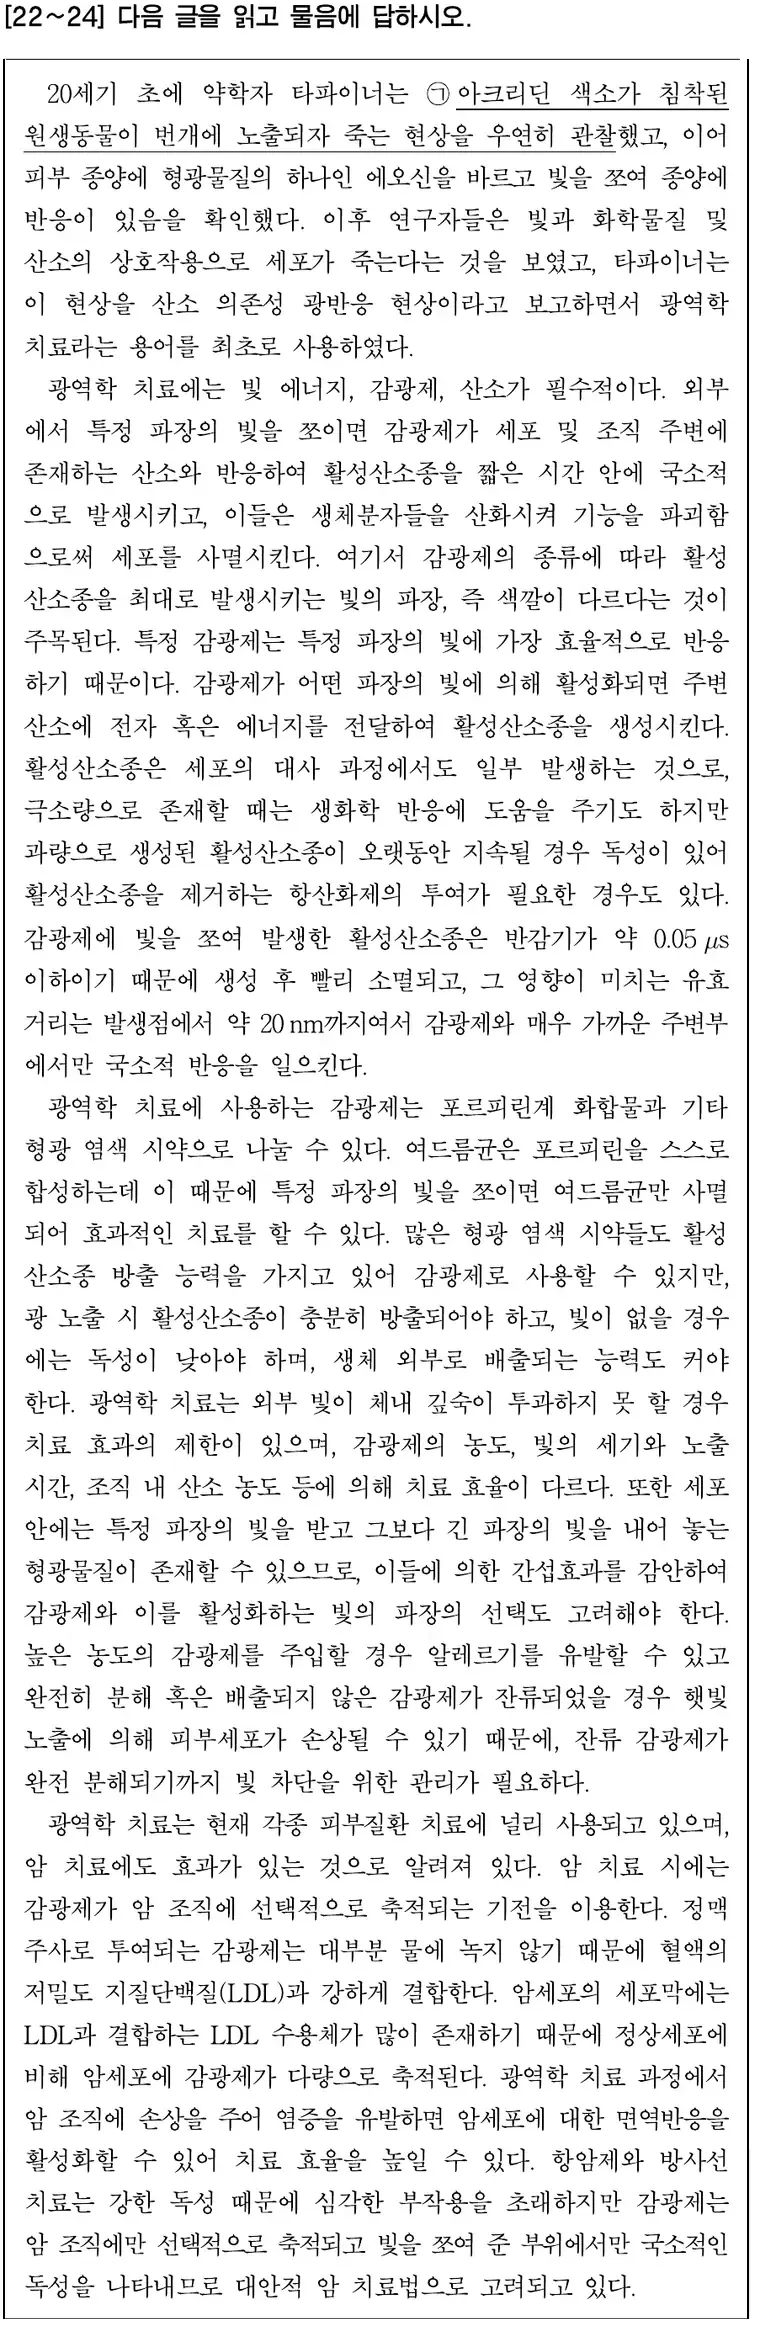 [22~24] 다음 글을 읽고 물음에 답하시오.
20세기 초에 약학자 타파이너는 ㉠아크리딘 색소가 침착된
원생동물이 번개에 노출되자 죽는 현상을 우연히 관찰했고, 이어
피부 종양에 형광물질의 하나인 에오신을 바르고 빛을 쪼여 종양에
반응이 있음을 확인했다. 이후 연구자들은 빛과 화학물질 및
산소의 상호작용으로 세포가 죽는다는 것을 보였고, 타파이너는
이 현상을 산소 의존성 광반응 현상이라고 보고하면서 광역학
치료라는 용어를 최초로 사용하였다.
광역학 치료에는 빛 에너지, 감광제, 산소가 필수적이다. 외부
에서 특정 파장의 빛을 쪼이면 감광제가 세포 및 조직 주변에
존재하는 산소와 반응하여 활성산소종을 짧은 시간 안에 국소적
으로 발생시키고, 이들은 생체분자들을 산화시켜 기능을 파괴함
으로써 세포를 사멸시킨다. 여기서 감광제의 종류에 따라 활성
산소종을 최대로 발생시키는 빛의 파장, 즉 색깔이 다르다는 것이
주목된다. 특정 감광제는 특정 파장의 빛에 가장 효율적으로 반응
하기 때문이다. 감광제가 어떤 파장의 빛에 의해 활성화되면 주변
산소에 전자 혹은 에너지를 전달하여 활성산소종을 생성시킨다.
활성산소종은 세포의 대사 과정에서도 일부 발생하는 것으로,
극소량으로 존재할 때는 생화학 반응에 도움을 주기도 하지만
과량으로 생성된 활성산소종이 오랫동안 지속될 경우 독성이 있어
활성산소종을 제거하는 항산화제의 투여가 필요한 경우도 있다.
감광제에 빛을 쪼여 발생한 활성산소종은 반감기가 약 0.05 μs
이하이기 때문에 생성 후 빨리 소멸되고, 그 영향이 미치는 유효
거리는 발생점에서 약 20 nm까지여서 감광제와 매우 가까운 주변부
에서만 국소적 반응을 일으킨다.
광역학 치료에 사용하는 감광제는 포르피린계 화합물과 기타
형광 염색 시약으로 나눌 수 있다. 여드름균은 포르피린을 스스로
합성하는데 이 때문에 특정 파장의 빛을 쪼이면 여드름균만 사멸
되어 효과적인 치료를 할 수 있다. 많은 형광 염색 시약들도 활성
산소종 방출 능력을 가지고 있어 감광제로 사용할 수 있지만,
광 노출 시 활성산소종이 충분히 방출되어야 하고, 빛이 없을 경우
에는 독성이 낮아야 하며, 생체 외부로 배출되는 능력도 커야
한다. 광역학 치료는 외부 빛이 체내 깊숙이 투과하지 못 할 경우
치료 효과의 제한이 있으며, 감광제의 농도, 빛의 세기와 노출
시간, 조직 내 산소 농도 등에 의해 치료 효율이 다르다. 또한 세포
안에는 특정 파장의 빛을 받고 그보다 긴 파장의 빛을 내어 놓는
형광물질이 존재할 수 있으므로, 이들에 의한 간섭효과를 감안하여
감광제와 이를 활성화하는 빛의 파장의 선택도 고려해야 한다.
높은 농도의 감광제를 주입할 경우 알레르기를 유발할 수 있고
완전히 분해 혹은 배출되지 않은 감광제가 잔류되었을 경우 햇빛
노출에 의해 피부세포가 손상될 수 있기 때문에, 잔류 감광제가
완전 분해되기까지 빛 차단을 위한 관리가 필요하다.
광역학 치료는 현재 각종 피부질환 치료에 널리 사용되고 있으며,
암 치료에도 효과가 있는 것으로 알려져 있다. 암 치료 시에는
감광제가 암 조직에 선택적으로 축적되는 기전을 이용한다. 정맥
주사로 투여되는 감광제는 대부분 물에 녹지 않기 때문에 혈액의
저밀도 지질단백질(LDL)과 강하게 결합한다. 암세포의 세포막에는
LDL과 결합하는 LDL 수용체가 많이 존재하기 때문에 정상세포에
비해 암세포에 감광제가 다량으로 축적된다. 광역학 치료 과정에서
암 조직에 손상을 주어 염증을 유발하면 암세포에 대한 면역반응을
활성화할 수 있어 치료 효율을 높일 수 있다. 항암제와 방사선
치료는 강한 독성 때문에 심각한 부작용을 초래하지만 감광제는
암 조직에만 선택적으로 축적되고 빛을 쪼여 준 부위에서만 국소적인
독성을 나타내므로 대안적 암 치료법으로 고려되고 있다.